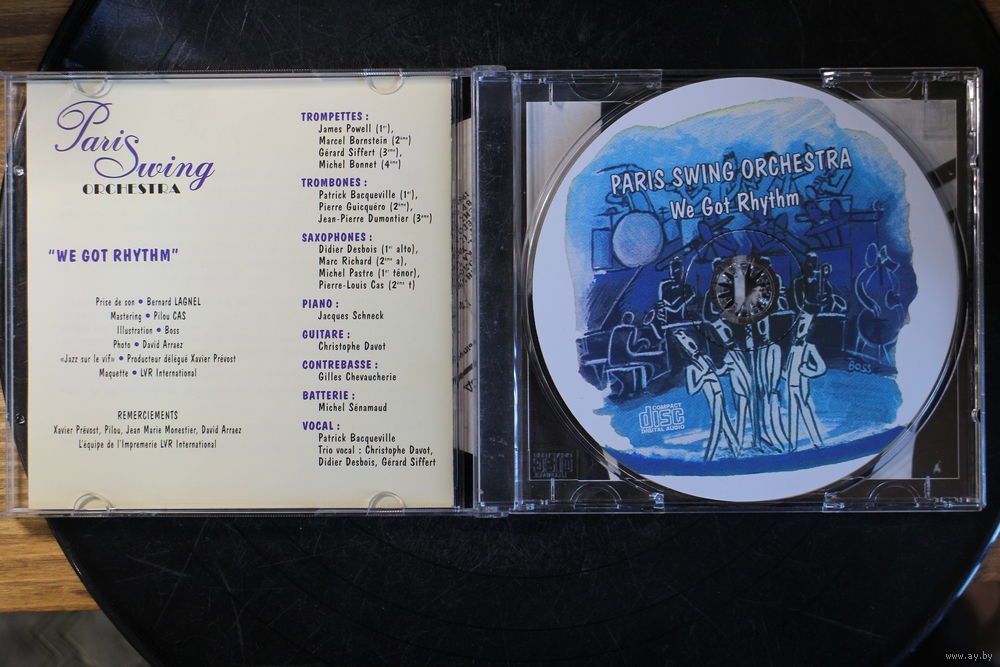 Paris
Swing
ORCHESTRA
"WE GOT RHYTHM"
Prise de son • Bernard LAGNEL
Mastering • Pilou CAS
Illustration • Boss
Photo • David Arraez
«Jazz sur le vif» • Producteur délégué Xavier Prévost
Maquette • LVR International
REMERCIEMENTS
Xavier Prévost, Pilou, Jean Marie Monestier, David Arraez
L'équipe de l'Impremerie LVR International
TROMPETTES :
James Powell (1er),
Marcel Bornstein (2ème)
Gérard Siffert (3ème),
Michel Bonnet (4ème)
TROMBONES :
Patrick Bacqueville (1er),
Pierre Guicquéro (2ème),
Jean-Pierre Dumontier (3ème)
SAXOPHONES :
Didier Desbois (1er alto),
Marc Richard (2ème a),
Michel Pastre (1er ténor),
Pierre-Louis Cas (2ème t)
PIANO :
Jacques Schneck
GUITARE :
Christophe Davot
CONTREBASSE :
Gilles Chevaucherie
BATTERIE :
Michel Sénamaud
VOCAL :
Patrick Bacqueville
Trio vocal : Christophe Davot,
Didier Desbois, Gérard Siffert
PARIS SWING ORCHESTRA
We Got Rhythm
BOSS
COMPACT
disc
DIGITAL AUDIO
www.ay.by